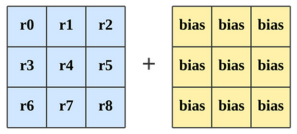 r0 r1 r2 bias bias bias
r3 r4 r5 + bias bias bias
r6 r7 r8 bias bias bias